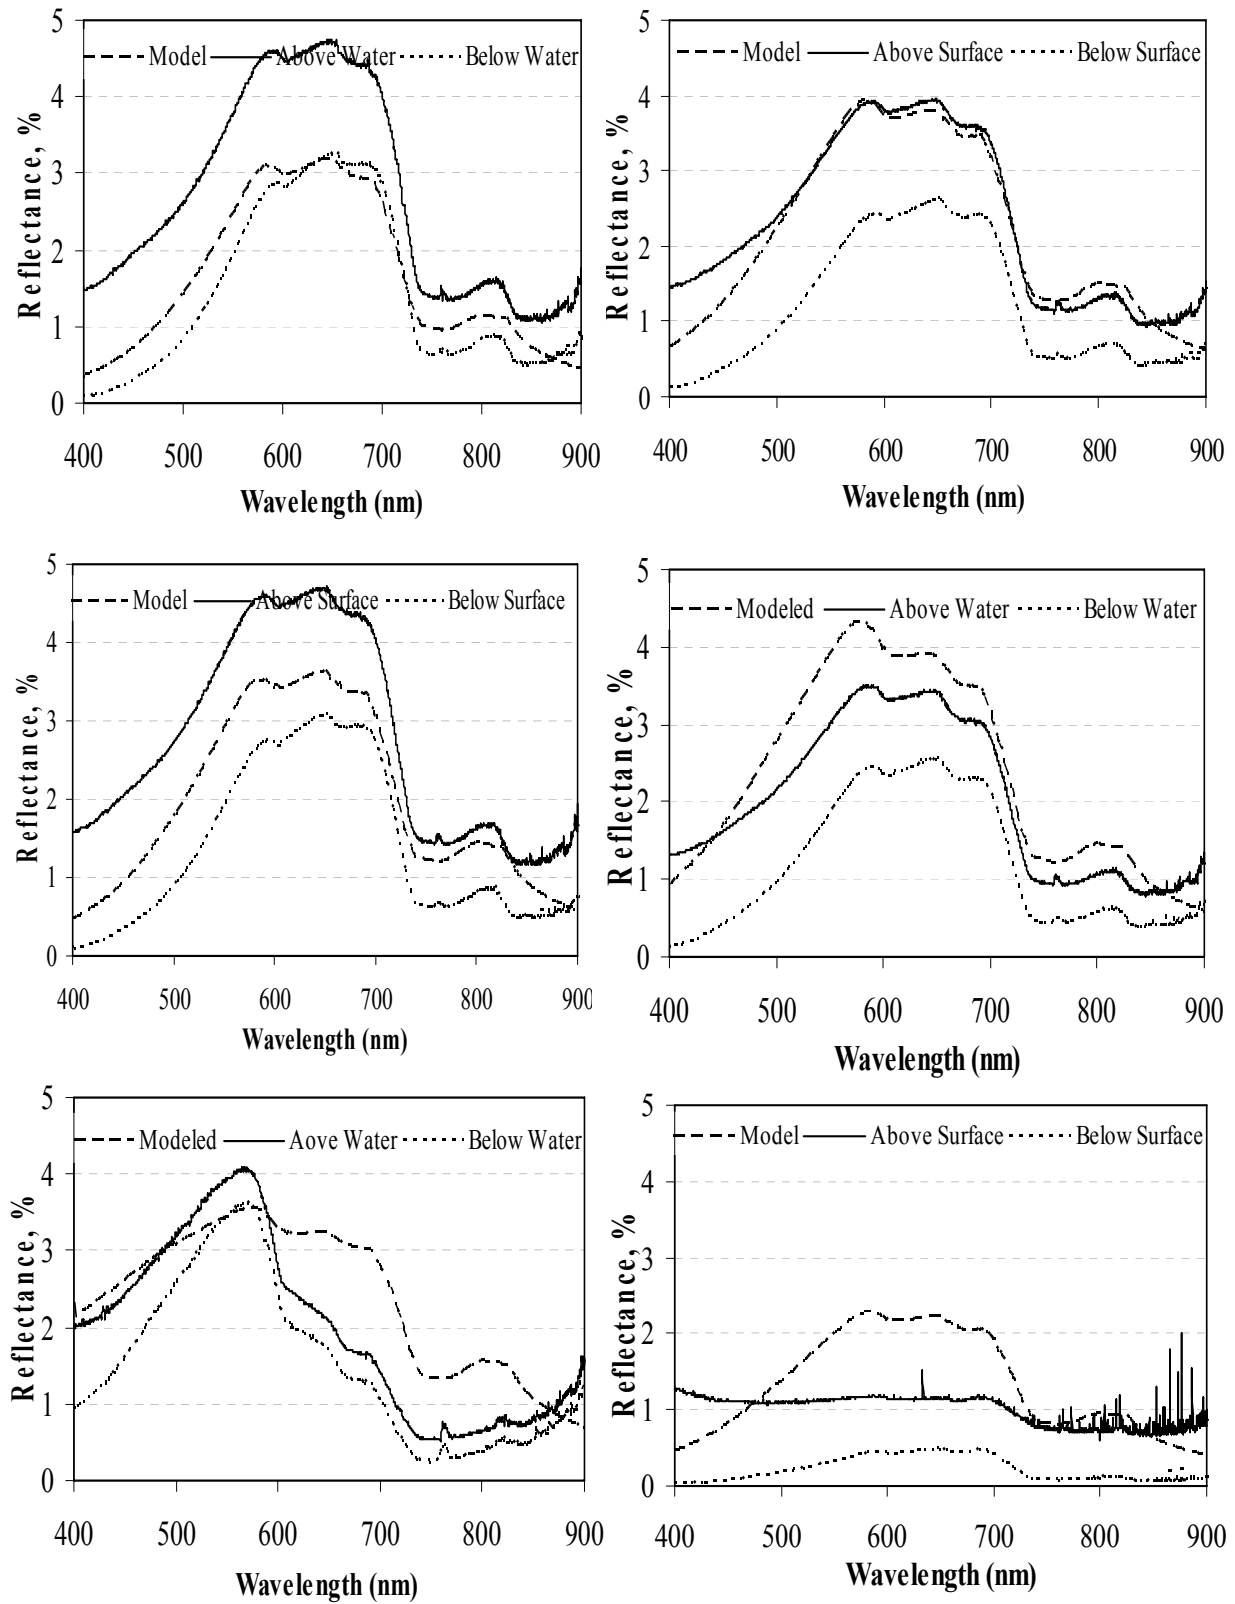 5
4
3
2
1
0
Reflectance, %
Model Above Water Below Water
400 500 600 700 800 900
Wavelength (nm)
5
4
3
2
1
0
Reflectance, %
Model Above Surface Below Surface
400 500 600 700 800 900
Wavelength (nm)
5
4
3
2
1
0
Reflectance, %
Model Above Surface Below Surface
400 500 600 700 800 900
Wavelength (nm)
5
4
3
2
1
0
Reflectance, %
Modeled Above Water Below Water
400 500 600 700 800 900
Wavelength (nm)
5
4
3
2
1
0
Reflectance, %
Modeled Aove Water Below Water
400 500 600 700 800 900
Wavelength (nm)
5
4
3
2
1
0
Reflectance, %
Model Above Surface Below Surface
400 500 600 700 800 900
Wavelength (nm)